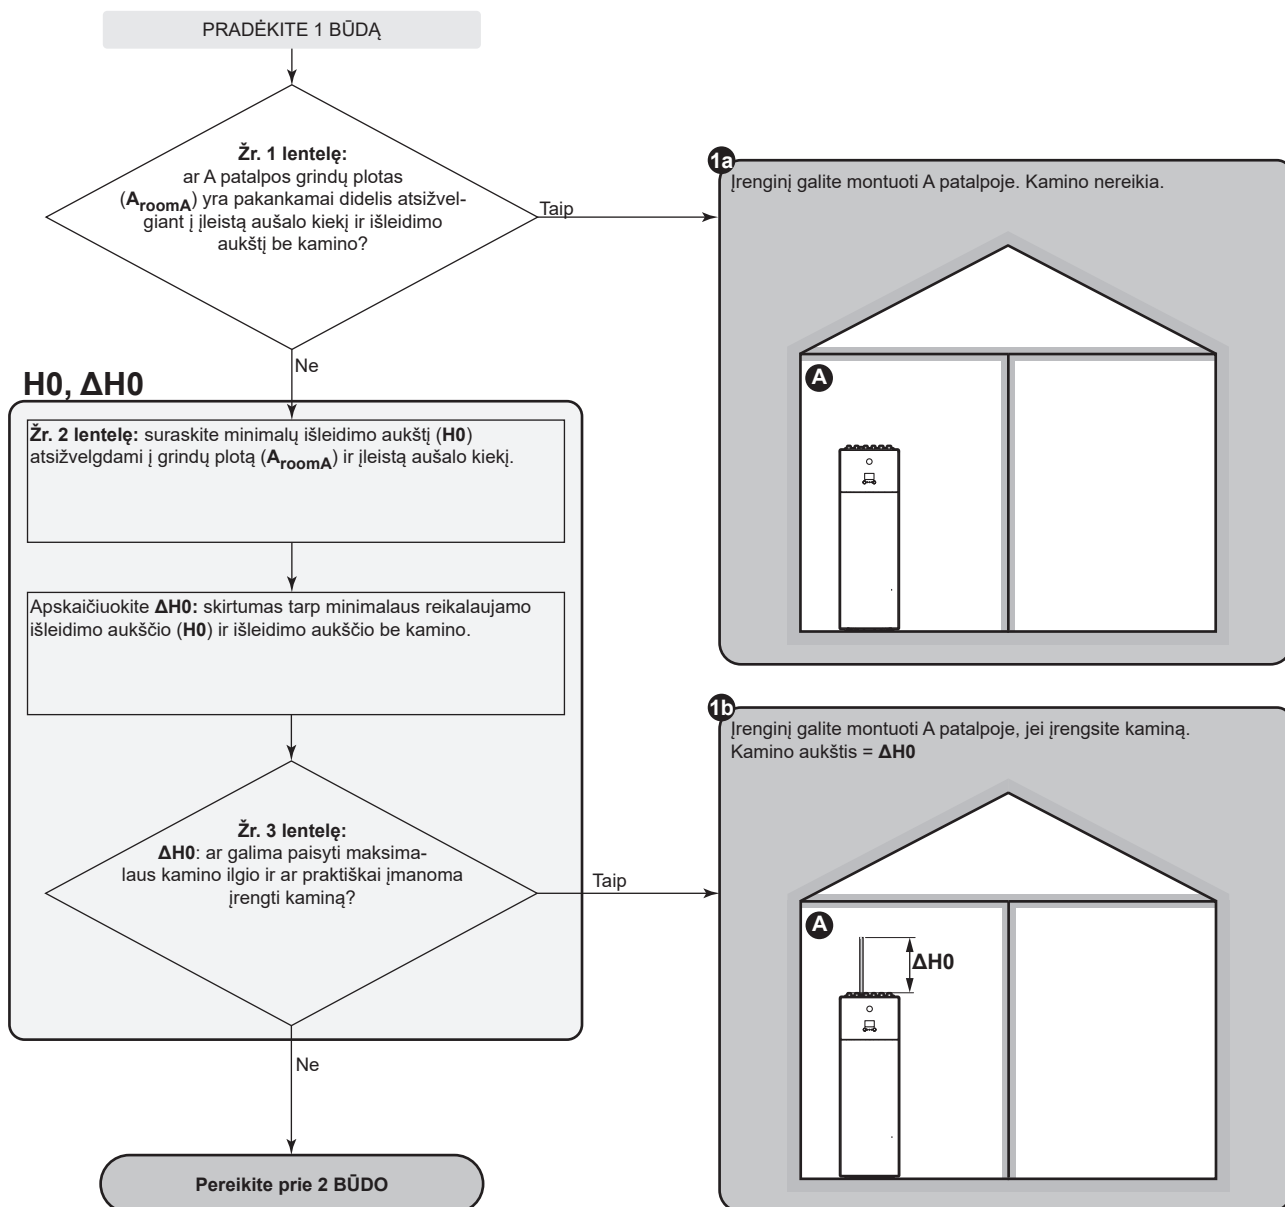 PRADĖKITE 1 BŪDĄ
Žr. 1 lentelę:
ar A patalpos grindų plotas
(AroomA) yra pakankamai didelis atsižvel-
giant į įleistą aušalo kiekį ir išleidimo
aukštį be kamino?
Taip
Ne
1a
Įrenginį galite montuoti A patalpoje. Kamino nereikia.
A
H0, ΔH0
Žr. 2 lentelę: suraskite minimalų išleidimo aukštį (H0)
atsižvelgdami į grindų plotą (AroomA) ir įleistą aušalo kiekį.
Apskaičiuokite ΔH0: skirtumas tarp minimalaus reikalaujamo
išleidimo aukščio (H0) ir išleidimo aukščio be kamino.
Žr. 3 lentelę:
ΔH0: ar galima paisyti maksima-
laus kamino ilgio ir ar praktiškai įmanoma
įrengti kaminą?
Taip
Ne
1b
Įrenginį galite montuoti A patalpoje, jei įrengsite kaminą.
Kamino aukštis = ΔH0
A
ΔH0
Pereikite prie 2 BŪDO